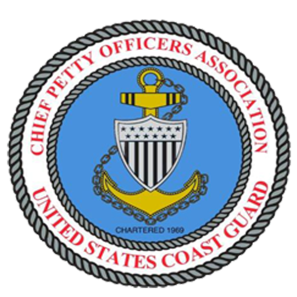 CHIEF PETTY OFFICERS ASSOCIATION
CHARTERED 1969
UNITED STATES COAST GUARD